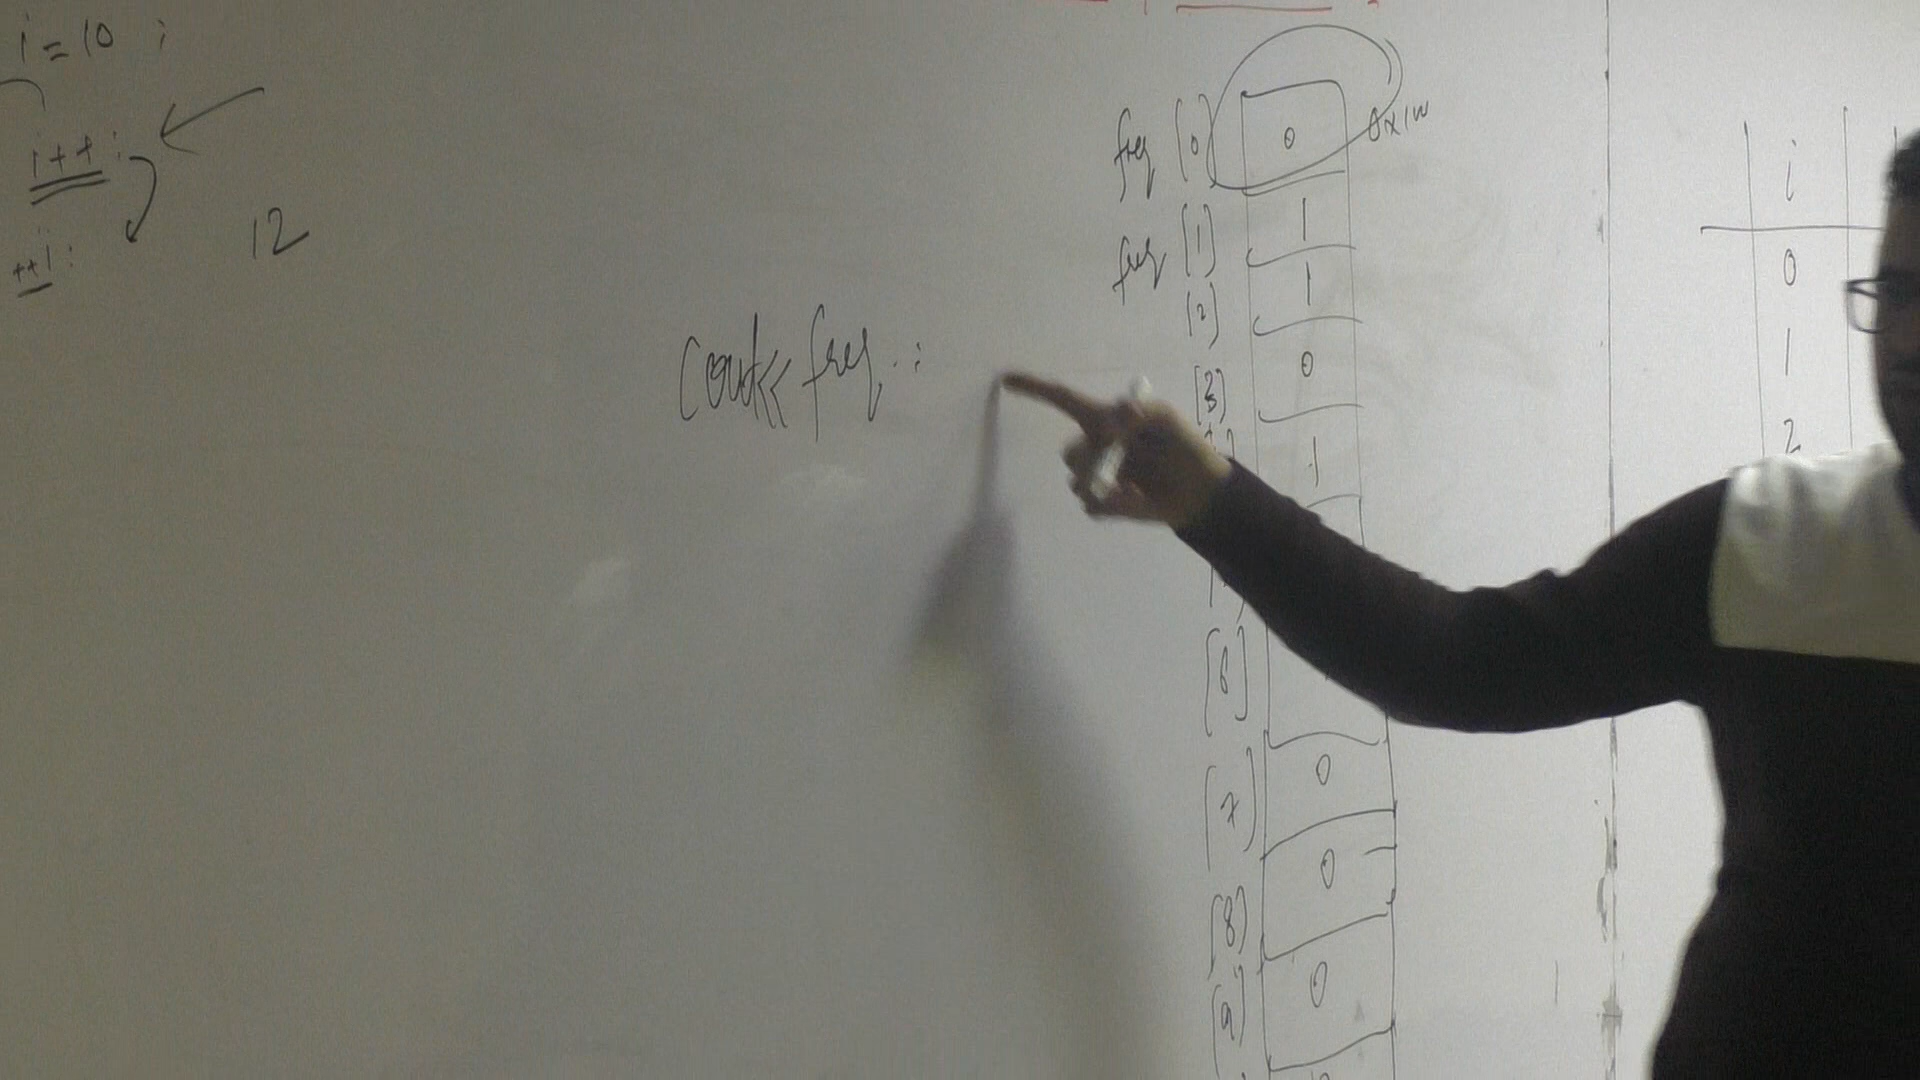 i = 10 ;
i++ ;
++i ;
12
cout<< freq ;
freq [0] 0
freq [1] 1
[2] 1
[3] 0
1
[6]
[7] 0
[8] 0
[9] 0
i
0
1
2